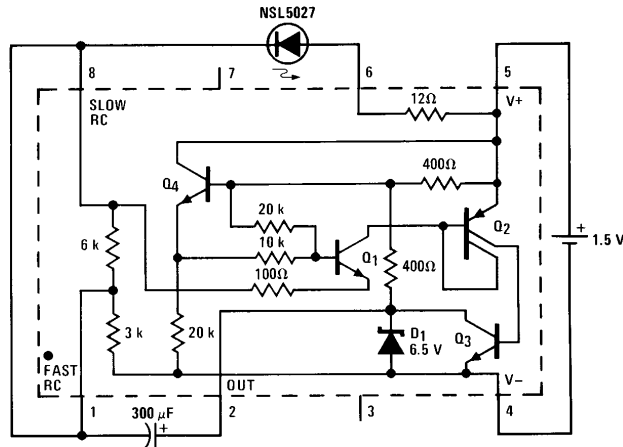 NSL5027
8
7
6
5
SLOW
RC
12Ω
V+
Q4
400Ω
Q2
20 k
10 k
Q1
6 k
100Ω
400Ω
+
1.5 V
3 k
20 k
D1
6.5 V
Q3
FAST
RC
OUT
V−
1
300 μF
+
2
3
4